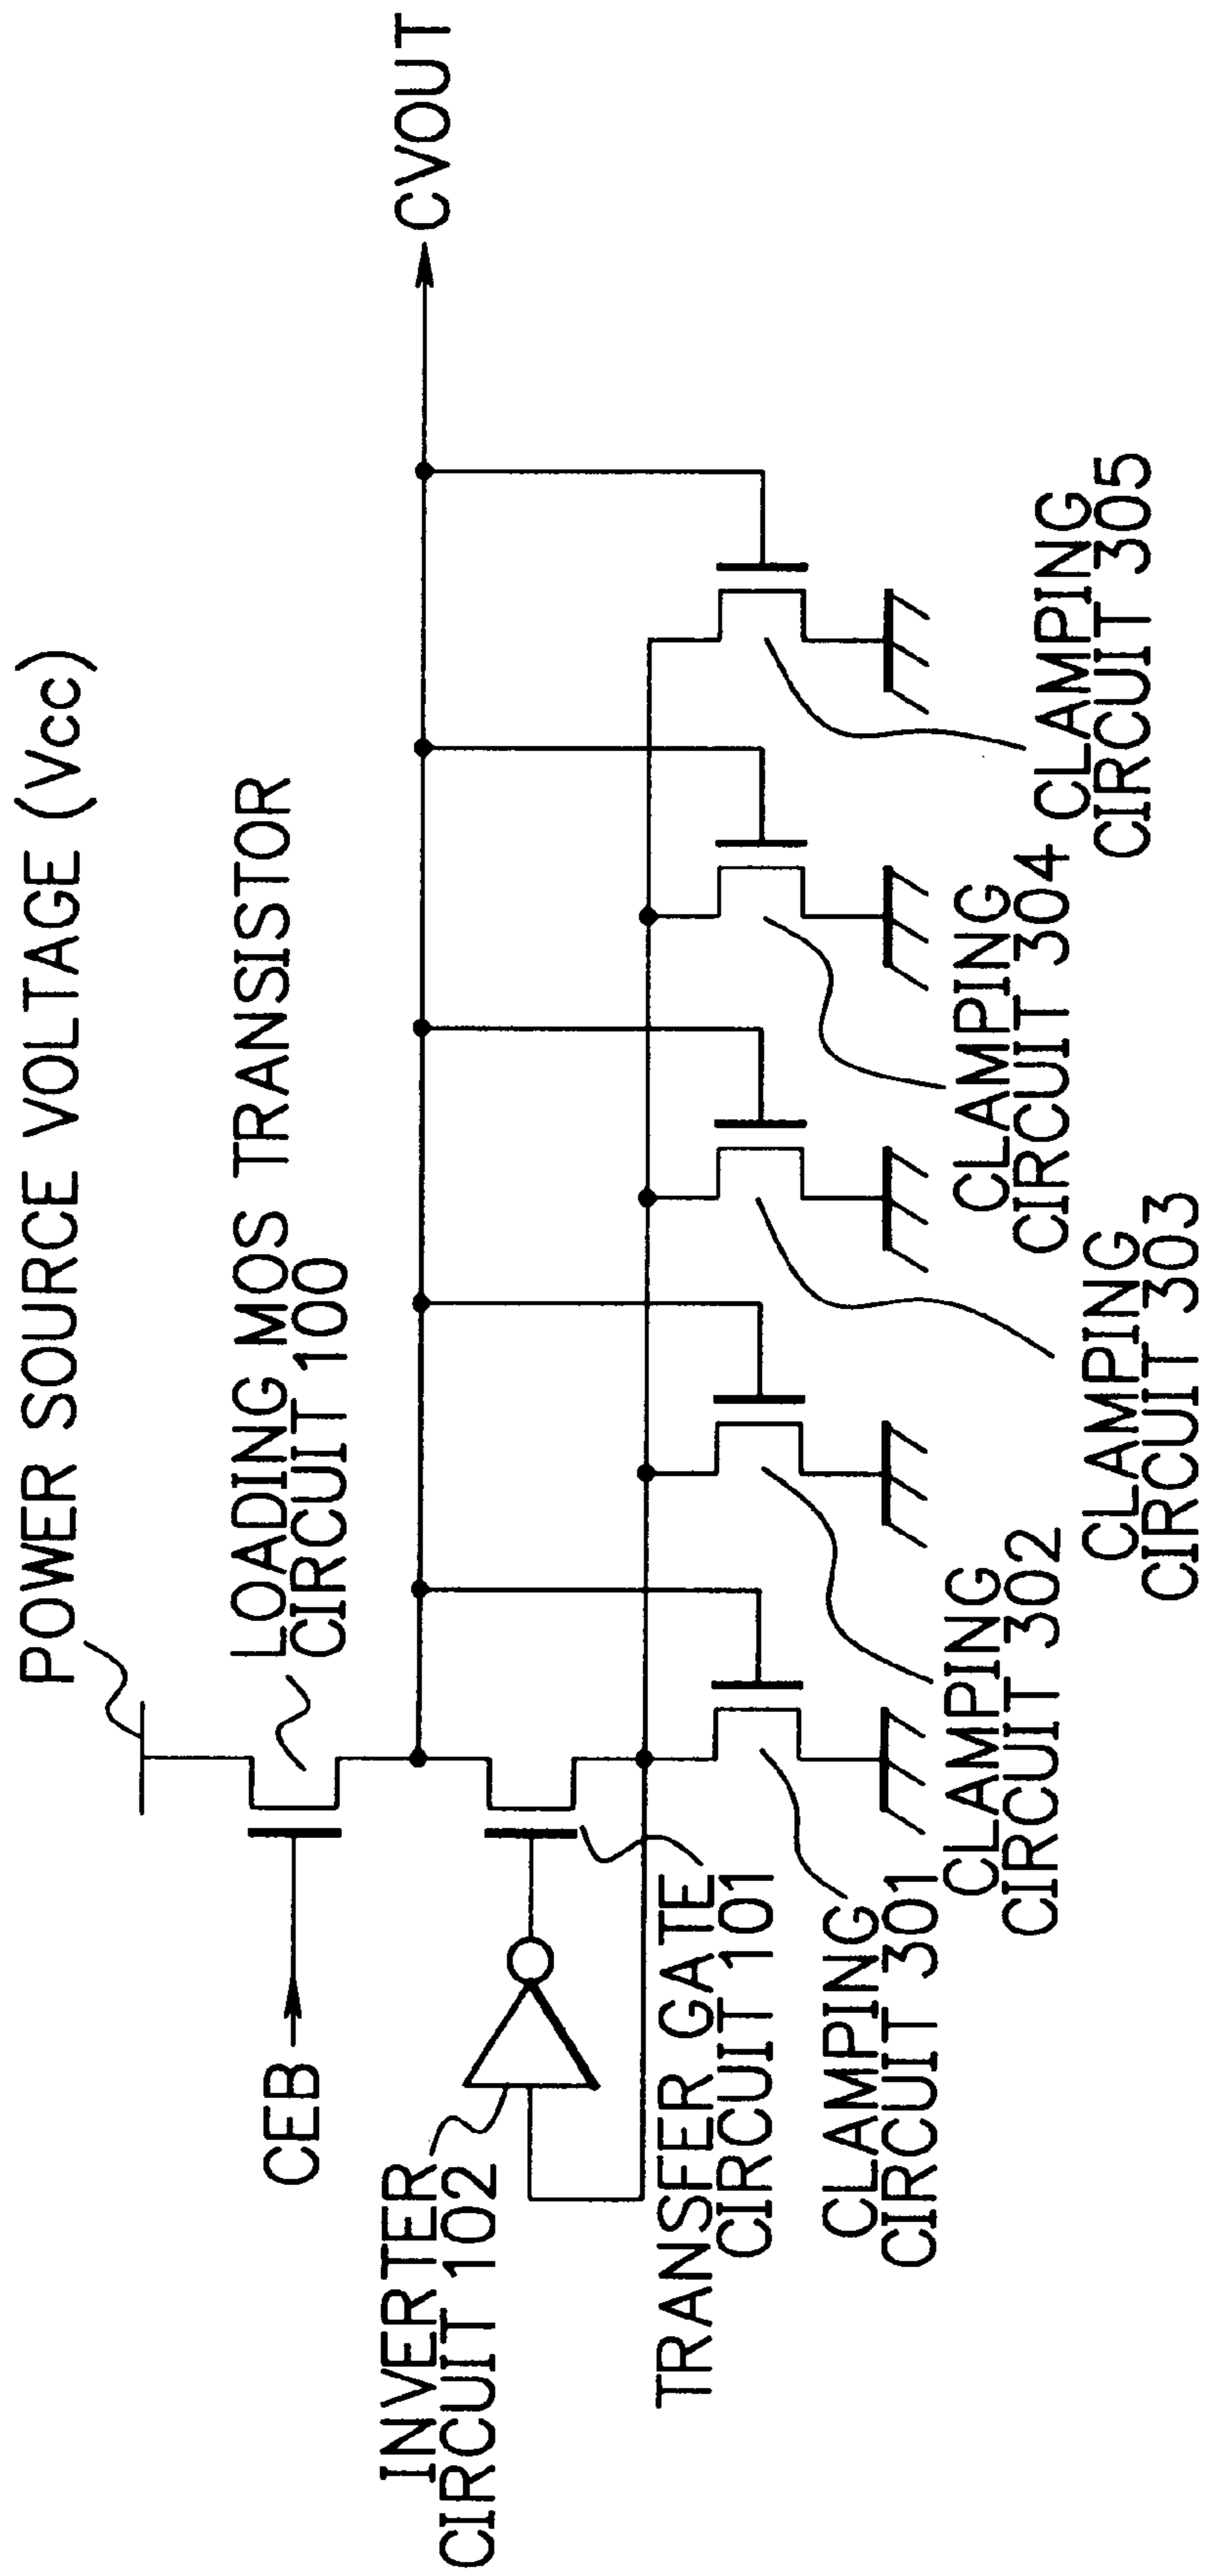 POWER SOURCE VOLTAGE (Vcc)
LOADING MOS TRANSISTOR
CIRCUIT 100
CEB
CVOUT
INVERTER
CIRCUIT 102
TRANSFER GATE
CIRCUIT 101
CLAMPING
CIRCUIT 301
CLAMPING
CIRCUIT 302
CLAMPING
CIRCUIT 303
CLAMPING
CIRCUIT 304
CLAMPING
CIRCUIT 305